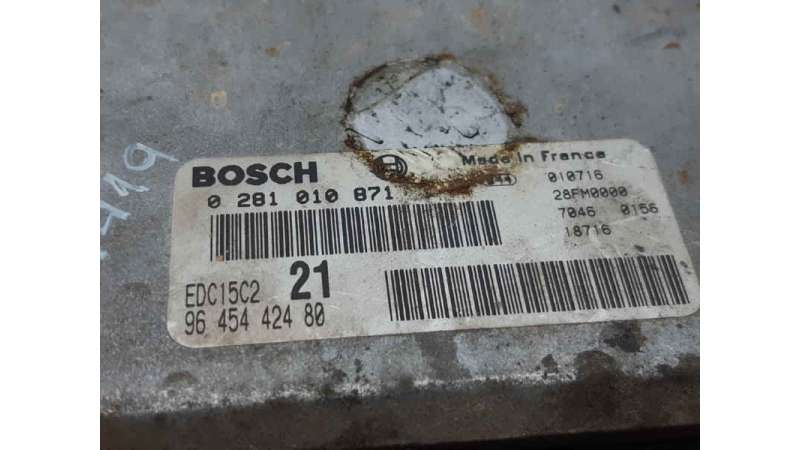 BOSCH
Made in France
0 281 010 871
010716
28FM0000
7046 0156
18716
EDC15C2
21
96 454 424 80